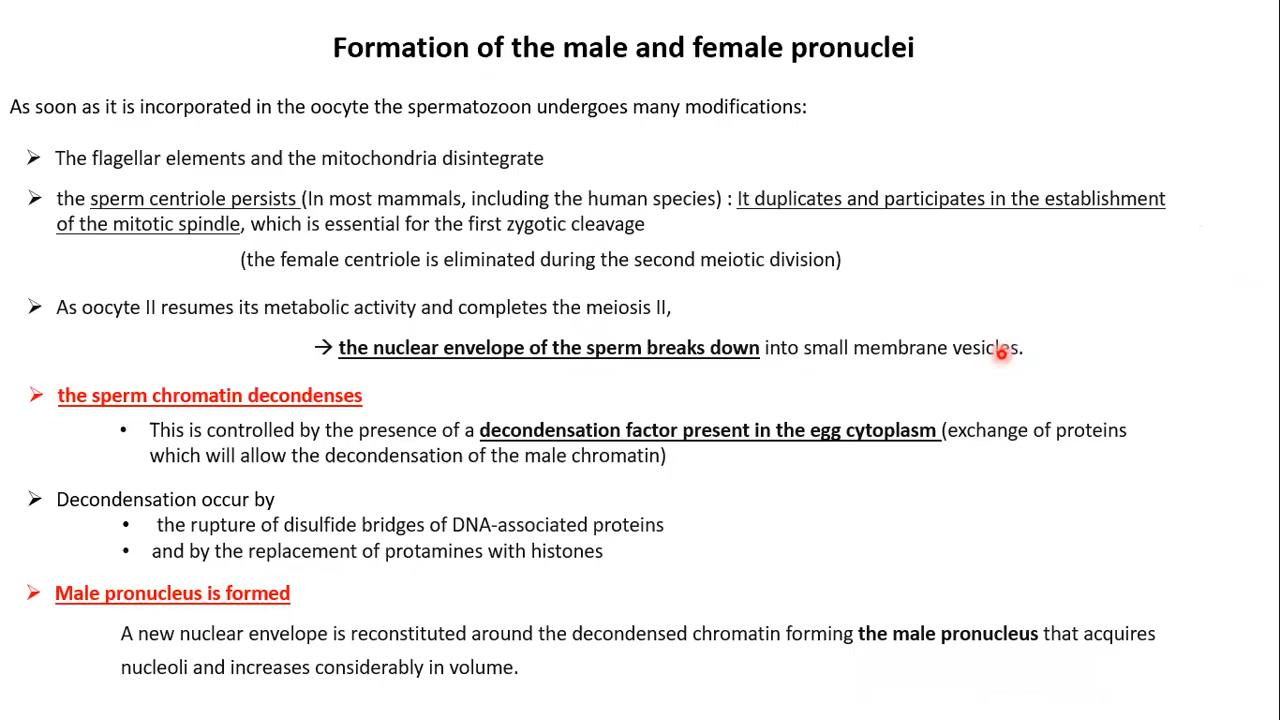 Formation of the male and female pronuclei
As soon as it is incorporated in the oocyte the spermatozoon undergoes many modifications:
➢ The flagellar elements and the mitochondria disintegrate
➢ the sperm centriole persists (In most mammals, including the human species) : It duplicates and participates in the establishment
of the mitotic spindle, which is essential for the first zygotic cleavage
(the female centriole is eliminated during the second meiotic division)
➢ As oocyte II resumes its metabolic activity and completes the meiosis II,
→ the nuclear envelope of the sperm breaks down into small membrane vesicles.
➢ the sperm chromatin decondenses
• This is controlled by the presence of a decondensation factor present in the egg cytoplasm (exchange of proteins
which will allow the decondensation of the male chromatin)
➢ Decondensation occur by
• the rupture of disulfide bridges of DNA-associated proteins
• and by the replacement of protamines with histones
➢ Male pronucleus is formed
A new nuclear envelope is reconstituted around the decondensed chromatin forming the male pronucleus that acquires
nucleoli and increases considerably in volume.